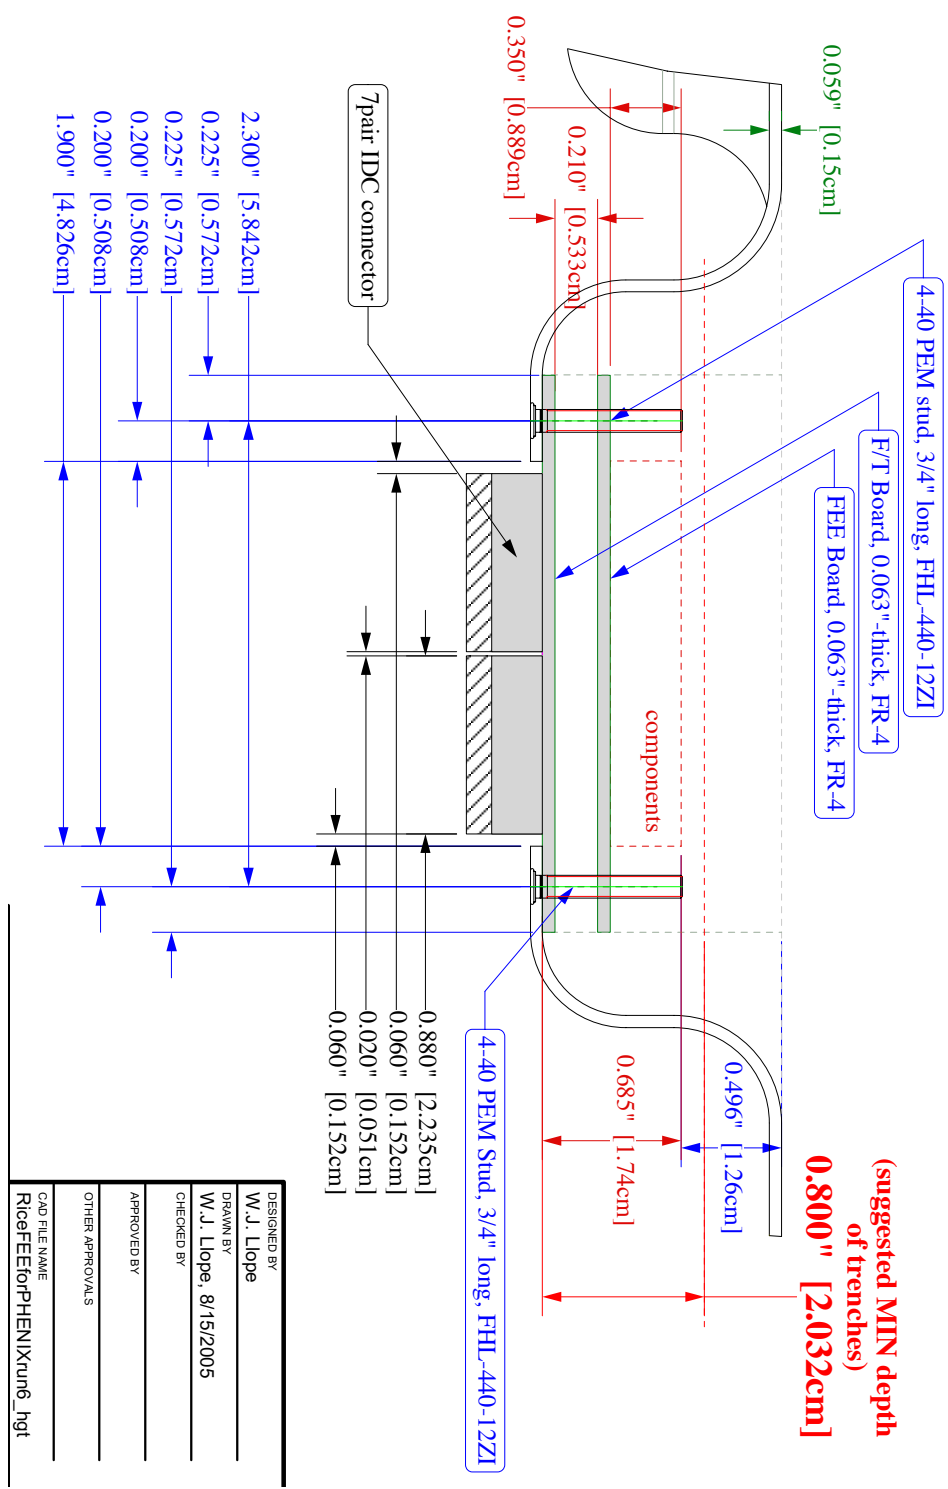 4-40 PEM stud, 3/4" long, FHL-440-12ZI
F/T Board, 0.063"-thick, FR-4
FEE Board, 0.063"-thick, FR-4
0.059" [0.15cm]
0.350" [0.889cm]
0.210" [0.533cm]
components
(suggested MIN depth
of trenches)
0.800" [2.032cm]
0.496" [1.26cm]
0.685" [1.74cm]
7pair IDC connector
4-40 PEM Stud, 3/4" long, FHL-440-12ZI
0.880" [2.235cm]
0.060" [0.152cm]
0.020" [0.051cm]
0.060" [0.152cm]
2.300" [5.842cm]
0.225" [0.572cm]
0.225" [0.572cm]
0.200" [0.508cm]
0.200" [0.508cm]
1.900" [4.826cm]
DESIGNED BY
W.J. Llope
DRAWN BY
W.J. Llope, 8/15/2005
CHECKED BY
APPROVED BY
OTHER APPROVALS
CAD FILE NAME
RiceFEEforPHENIXrun6_hgt